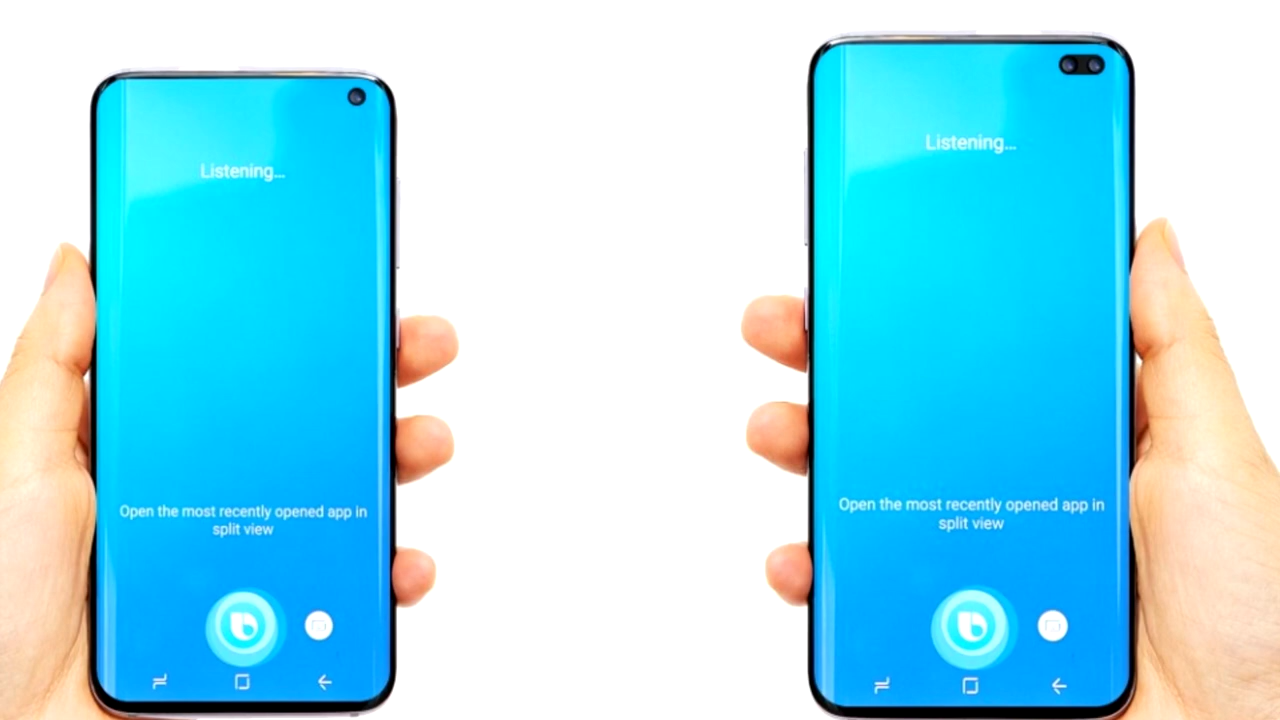 Listening...
Open the most recently opened app in
split view
Listening...
Open the most recently opened app in
split view